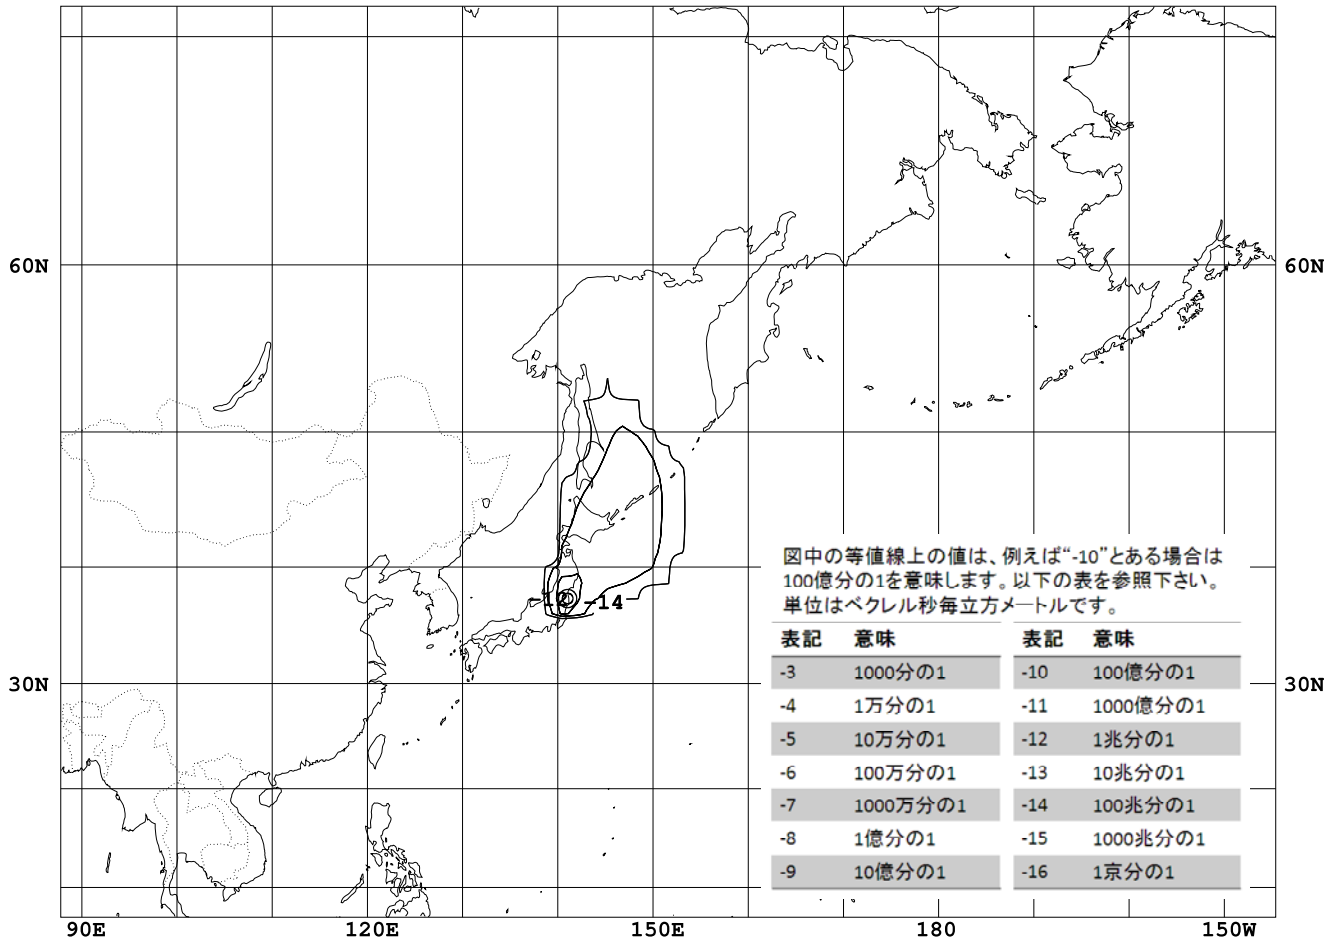 60N
60N
-12
-14
図中の等値線上の値は、例えば“-10”とある場合は
100億分の1を意味します。以下の表を参照下さい。
単位はベクレル秒毎立方メートルです。
表記 意味 表記 意味
-3 1000分の1 -10 100億分の1
-4 1万分の1 -11 1000億分の1
-5 10万分の1 -12 1兆分の1
-6 100万分の1 -13 10兆分の1
-7 1000万分の1 -14 100兆分の1
-8 1億分の1 -15 1000兆分の1
-9 10億分の1 -16 1京分の1
30N
30N
90E 120E 150E 180 150W